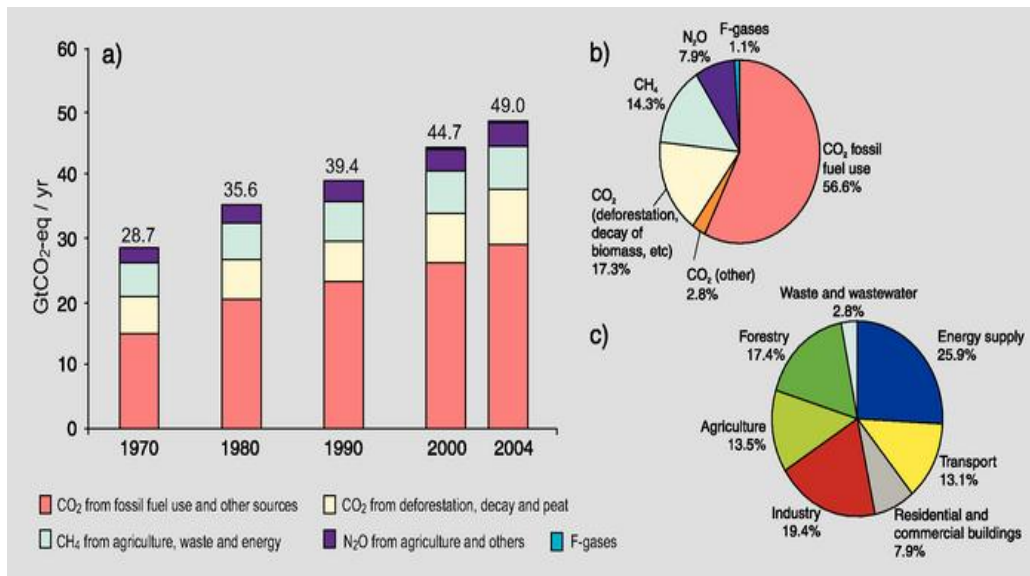 a)
60
50
40
30
20
10
0
GtCO₂-eq / yr
28.7
35.6
39.4
44.7
49.0
1970 1980 1990 2000 2004
CO₂ from fossil fuel use and other sources
CO₂ from deforestation, decay and peat
CH₄ from agriculture, waste and energy
N₂O from agriculture and others
F-gases
b)
F-gases
1.1%
N₂O
7.9%
CH₄
14.3%
CO₂ fossil
fuel use
56.6%
CO₂
(deforestation,
decay of
biomass, etc)
17.3%
CO₂ (other)
2.8%
c)
Waste and wastewater
2.8%
Forestry
17.4%
Energy supply
25.9%
Agriculture
13.5%
Transport
13.1%
Industry
19.4%
Residential and
commercial buildings
7.9%